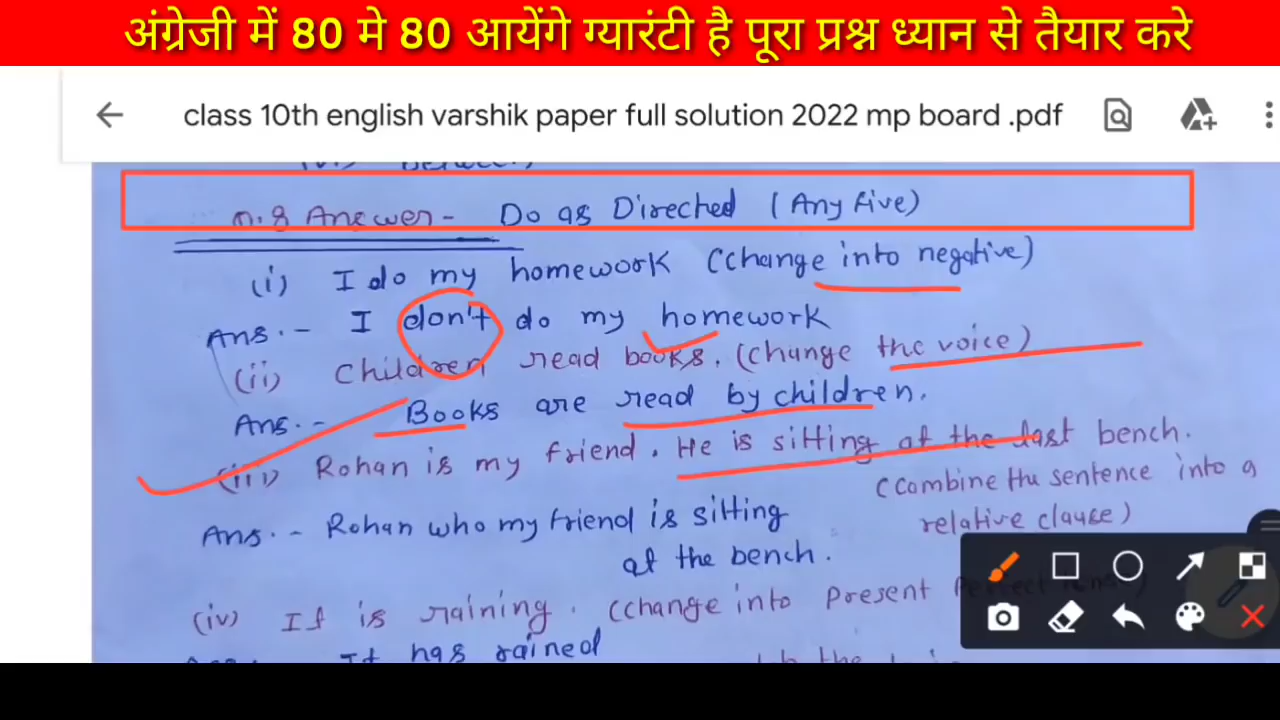 अंग्रेजी में 80 मे 80 आयेंगे ग्यारंटी है पूरा प्रश्न ध्यान से तैयार करे
class 10th english varshik paper full solution 2022 mp board .pdf
Answer - Do as Direched (Any five)
(i) I do my homework (change into negative)
Ans.- I don't do my homework
(ii) Children read books. (Change the voice)
Ans.- Books are read by children.
(iii) Rohan is my friend. He is sitting at the last bench.
(combine the sentence into a
relative clause)
Ans.- Rohan who my friend is sitting
at the bench.
(iv) It is raining. (Change into Present
It has rained